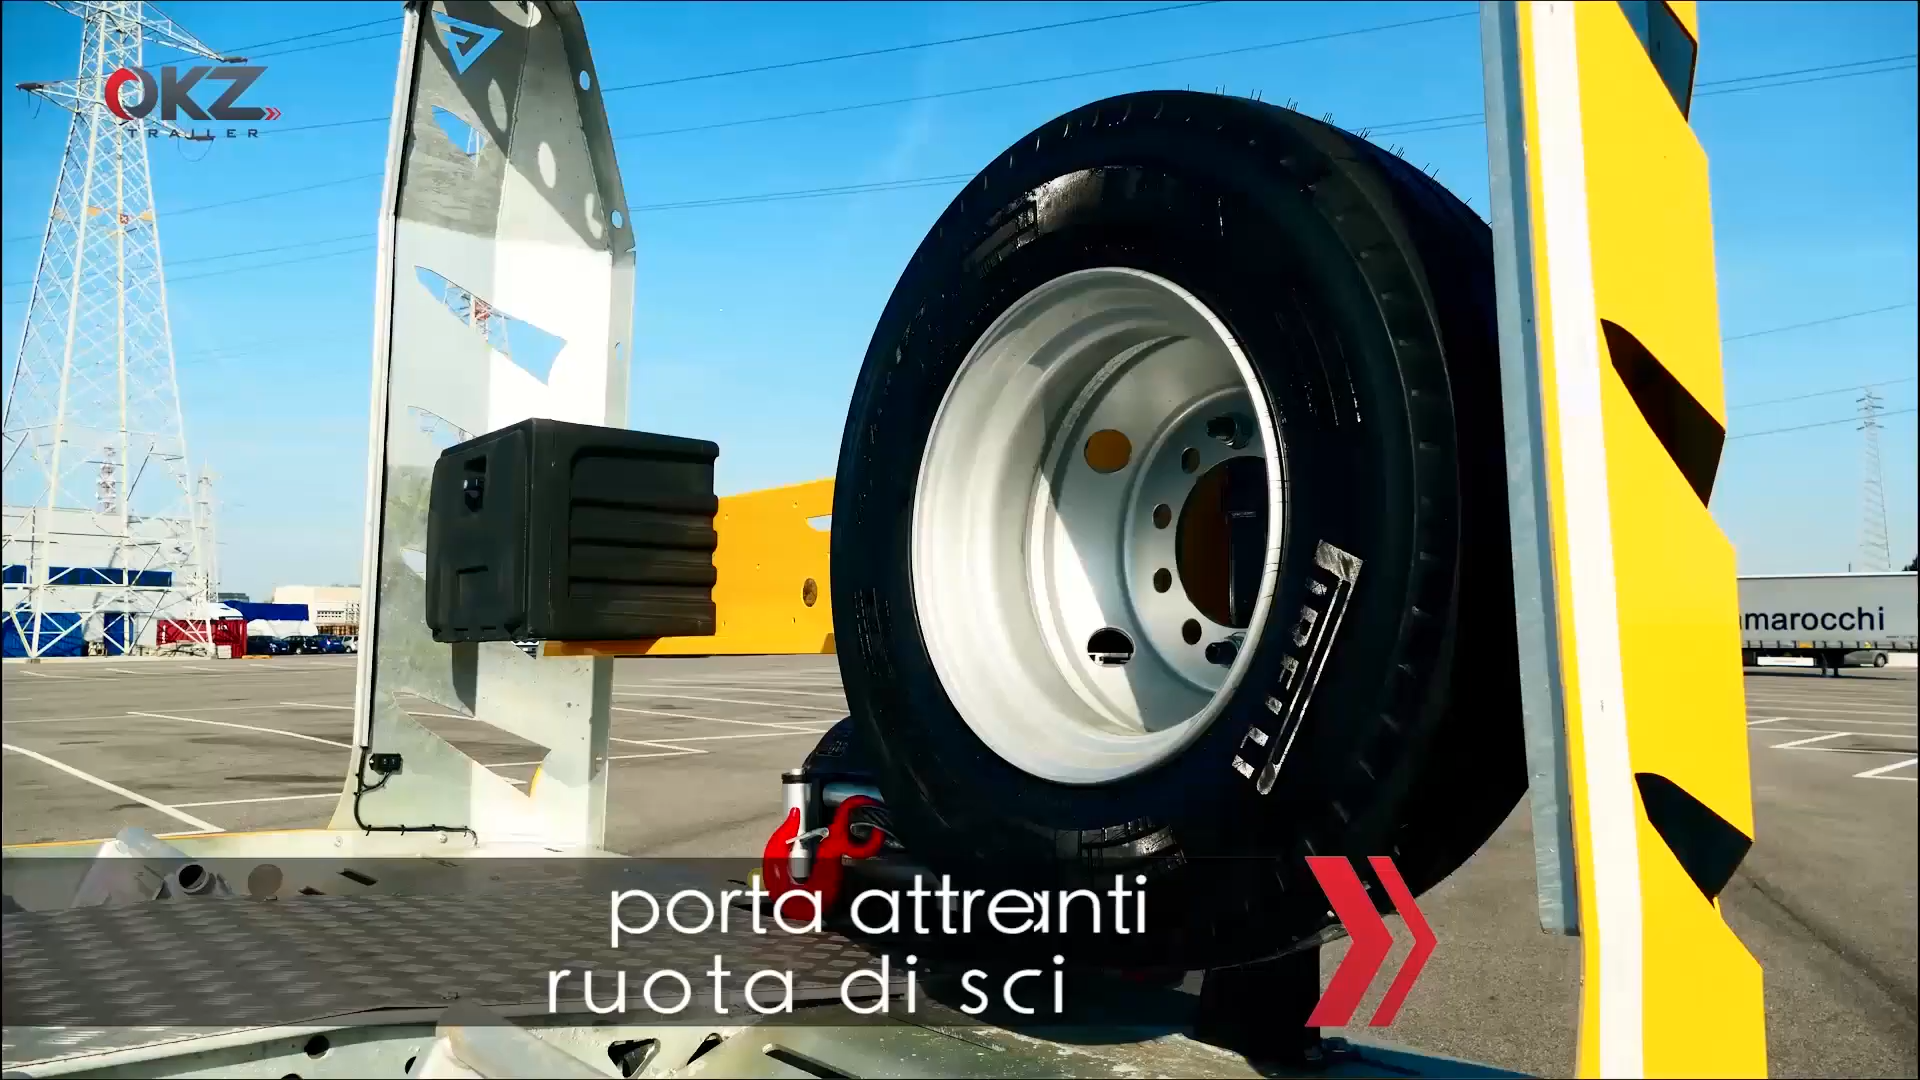 OKZ
TRAILER
marocchi
PIRELLI
porta attreanti
ruota di sci